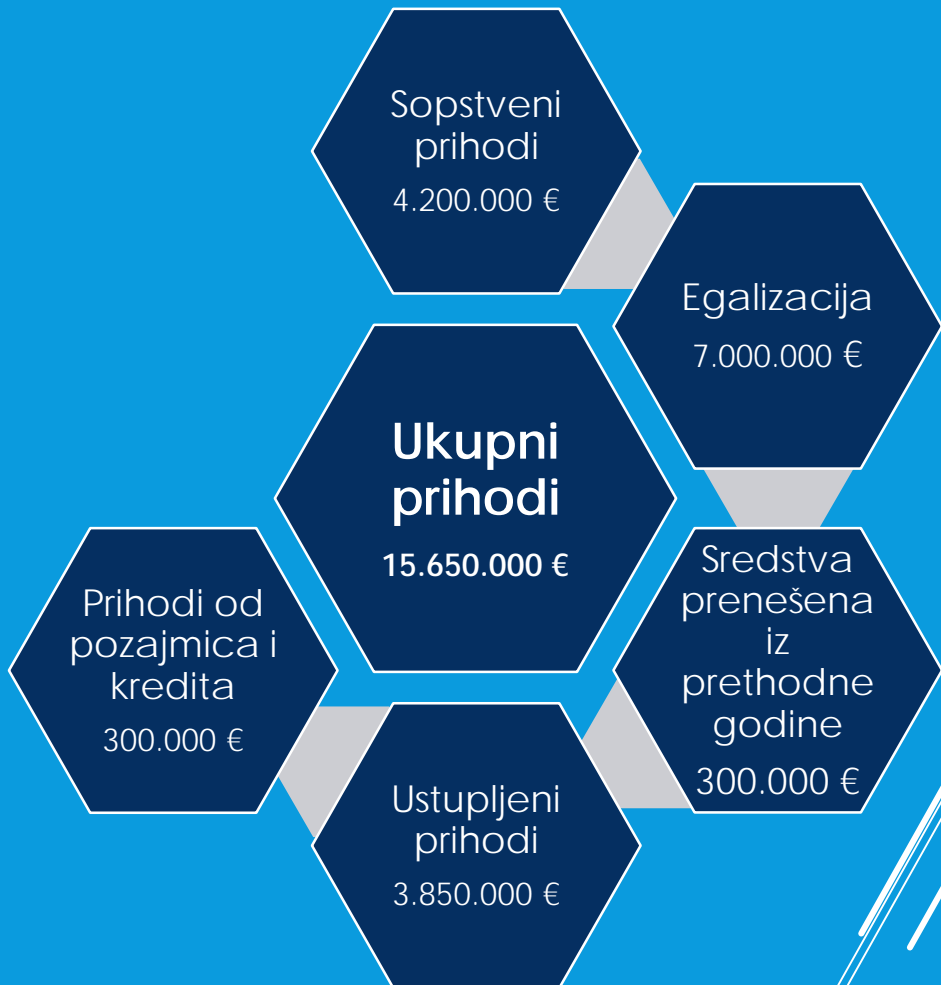 Sopstveni
prihodi
4.200.000 €
Egalizacija
7.000.000 €
Ukupni
prihodi
15.650.000 €
Sredstva
prenešena
iz
prethodne
godine
300.000 €
Prihodi od
pozajmica i
kredita
300.000 €
Ustupljeni
prihodi
3.850.000 €